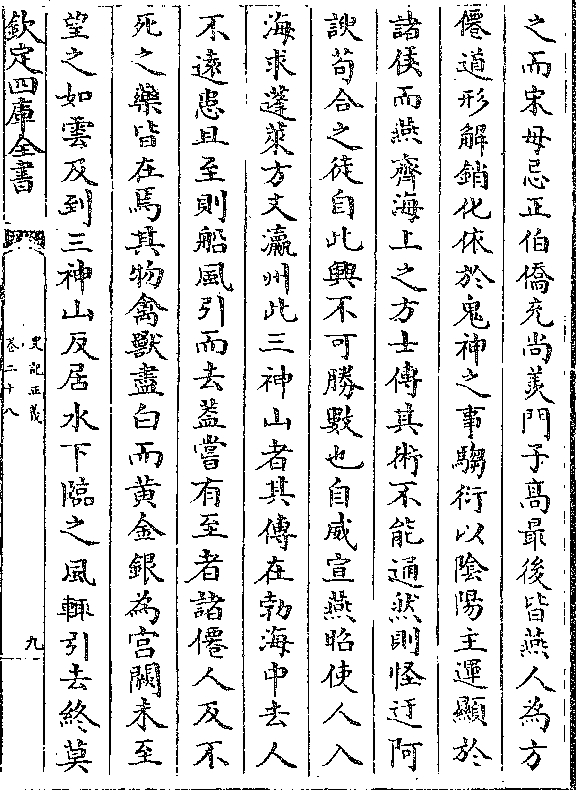 之而宋毋忌正伯僑充尚羨門子髙最後皆燕人為方
僊道形解銷化依於鬼神之事騶衍以隂陽主運顯於
諸侯而燕齊海上之方士傳其術不能通然則怪迂阿
諛苟合之徒自此興不可勝數也自威宣燕昭使人入
海求蓬萊方丈瀛州此三神山者其傳在勃海中去人
不逺患且至則船風引而去葢嘗有至者諸僊人及不
死之藥皆在焉其物禽獸盡白而黄金銀為宫闕未至
望之如雲及到三神山反居水下臨之風輒引去終莫
欽定四庫全書
史記正義
卷二十八
九